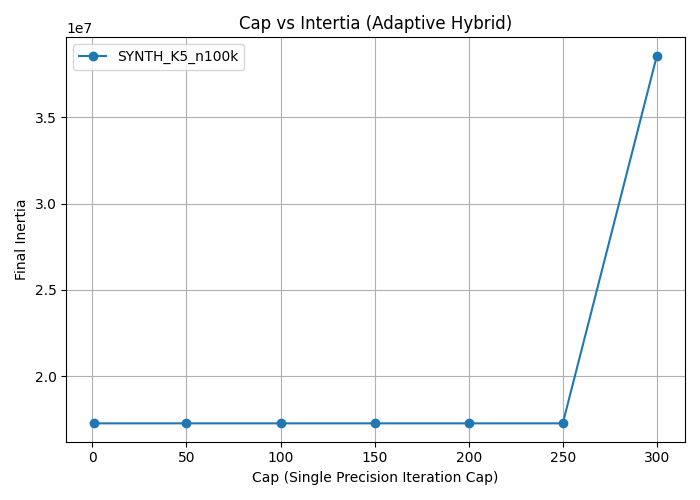 Cap vs Intertia (Adaptive Hybrid)
1e7
SYNTH_K5_n100k
3.5
3.0
2.5
2.0
Final Inertia
0 50 100 150 200 250 300
Cap (Single Precision Iteration Cap)